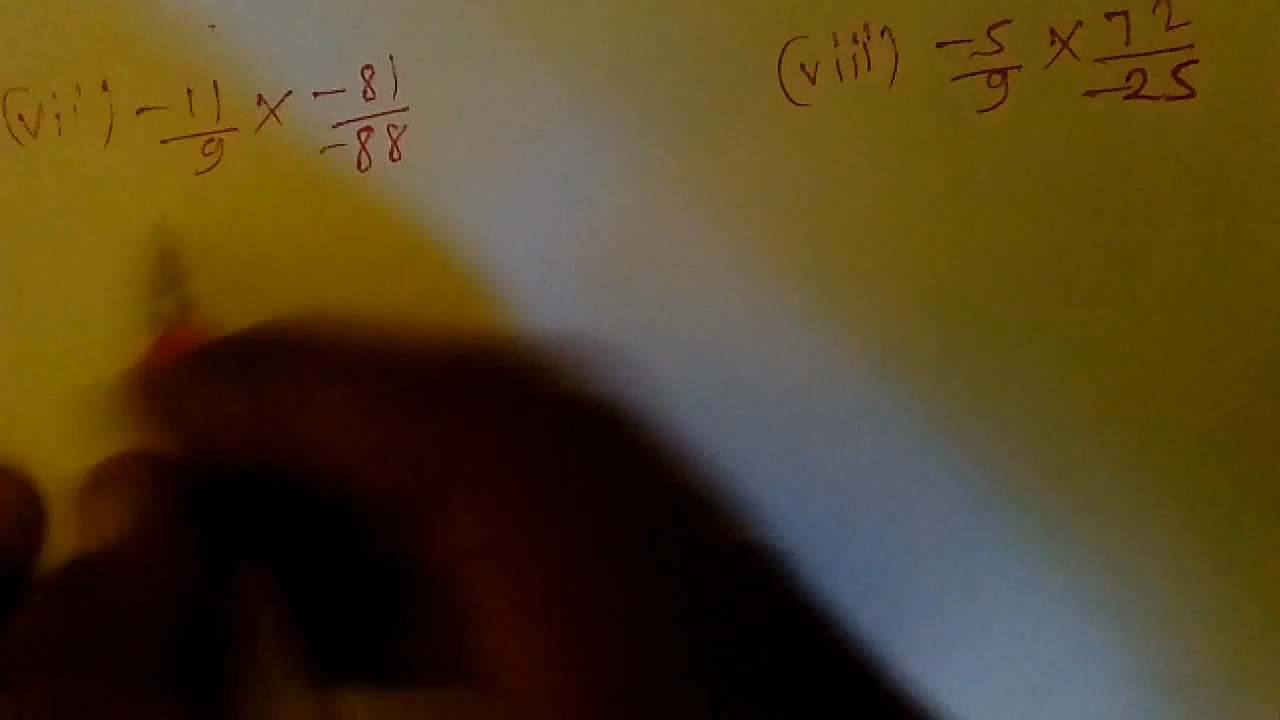 (vii) -11/9 × -81/-88
(viii) -5/9 × 72/-25